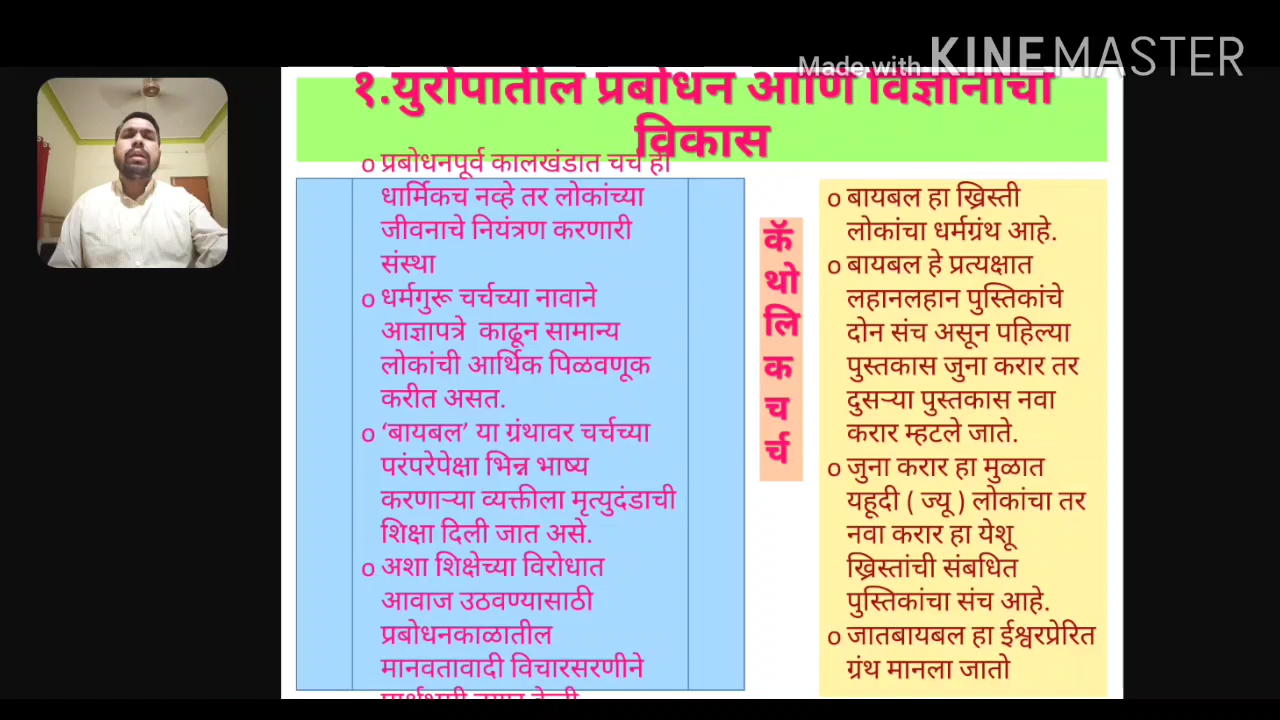 Made with KINEMASTER
१.युरोपातील प्रबोधन आणि विज्ञानाचा
विकास
o प्रबोधनपूर्व कालखंडात चर्च ही
धार्मिकच नव्हे तर लोकांच्या
जीवनाचे नियंत्रण करणारी
संस्था
o धर्मगुरू चर्चच्या नावाने
आज्ञापत्रे काढून सामान्य
लोकांची आर्थिक पिळवणूक
करीत असत.
o ‘बायबल’ या ग्रंथावर चर्चच्या
परंपरेपेक्षा भिन्न भाष्य
करणाऱ्या व्यक्तीला मृत्युदंडाची
शिक्षा दिली जात असे.
o अशा शिक्षेच्या विरोधात
आवाज उठवण्यासाठी
प्रबोधनकाळातील
मानवतावादी विचारसरणीने
कॅ
थो
लि
क
च
र्च
o बायबल हा ख्रिस्ती
लोकांचा धर्मग्रंथ आहे.
o बायबल हे प्रत्यक्षात
लहानलहान पुस्तिकांचे
दोन संच असून पहिल्या
पुस्तकास जुना करार तर
दुसऱ्या पुस्तकास नवा
करार म्हटले जाते.
o जुना करार हा मुळात
यहूदी ( ज्यू ) लोकांचा तर
नवा करार हा येशू
ख्रिस्तांची संबधित
पुस्तिकांचा संच आहे.
o जातबायबल हा ईश्वरप्रेरित
ग्रंथ मानला जातो